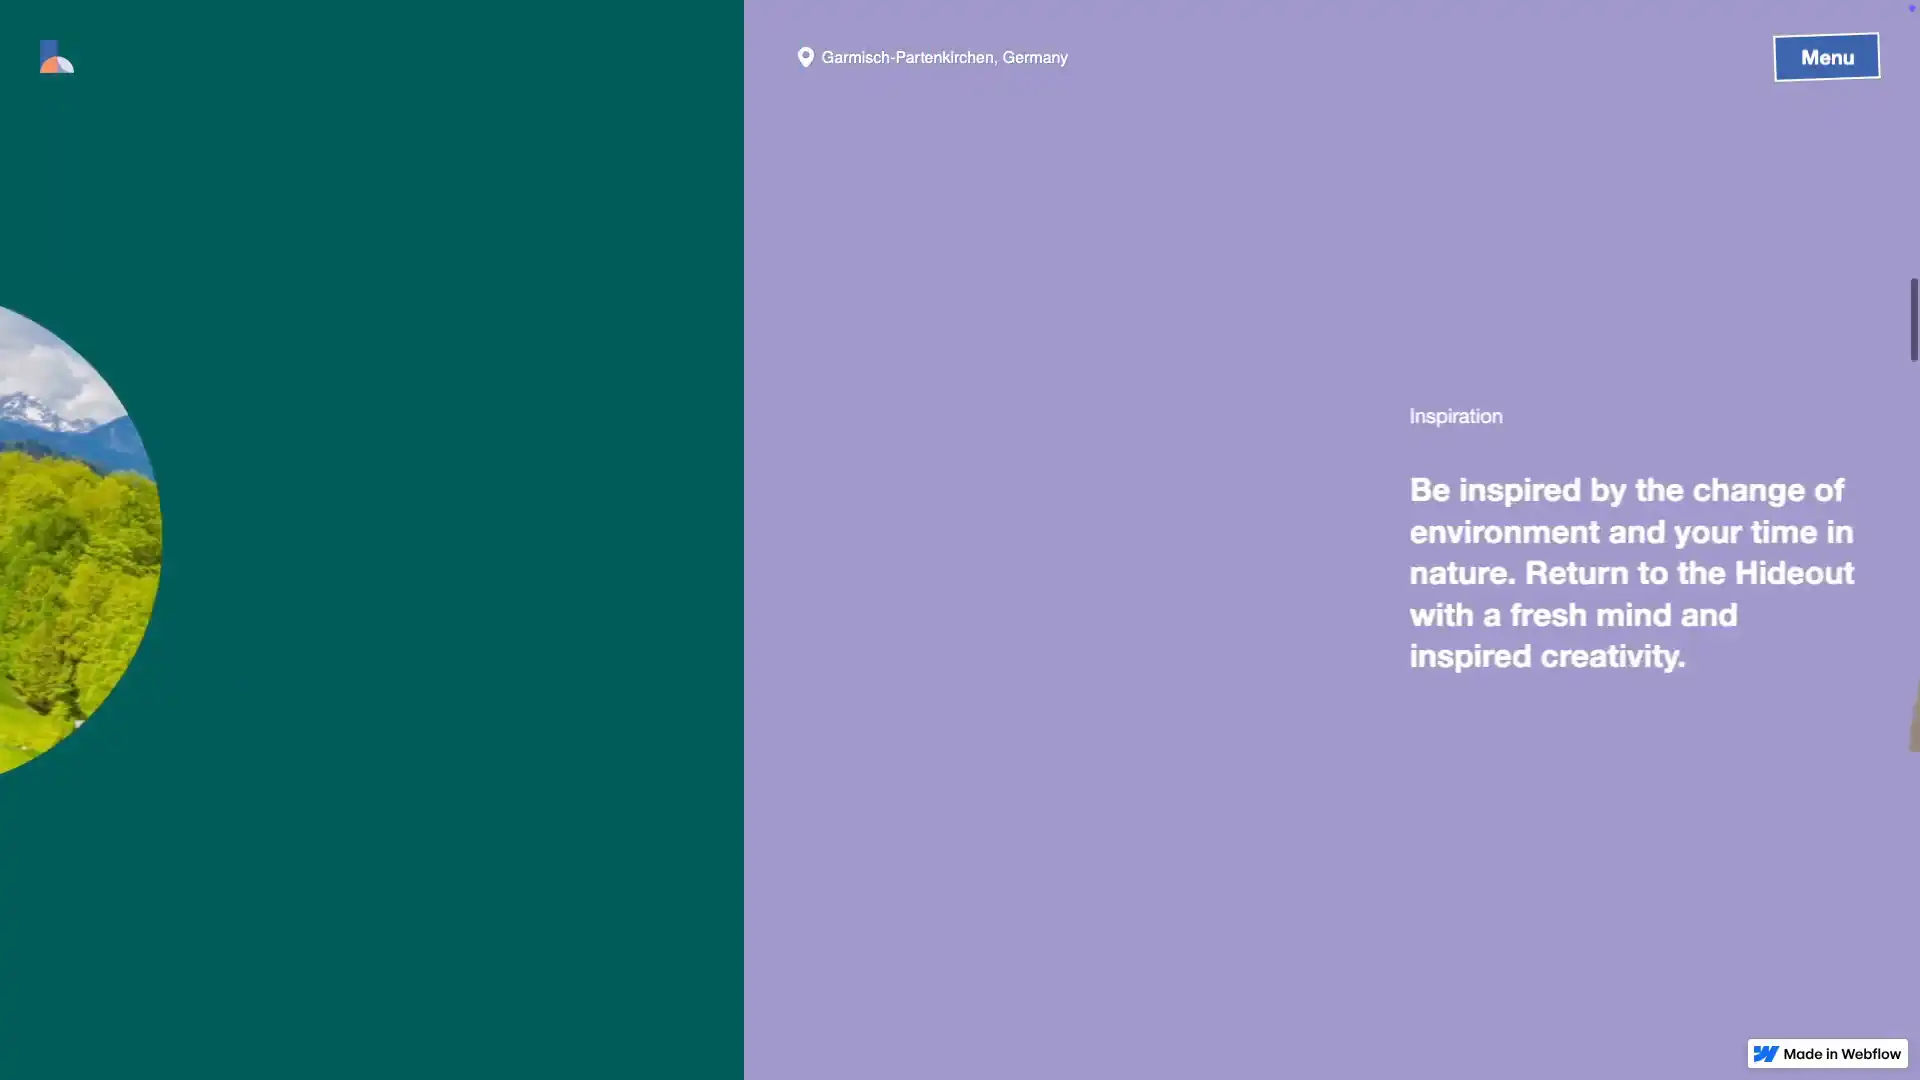 Garmisch-Partenkirchen, Germany
Menu
Inspiration
Be inspired by the change of
environment and your time in
nature. Return to the Hideout
with a fresh mind and
inspired creativity.
Made in Webflow